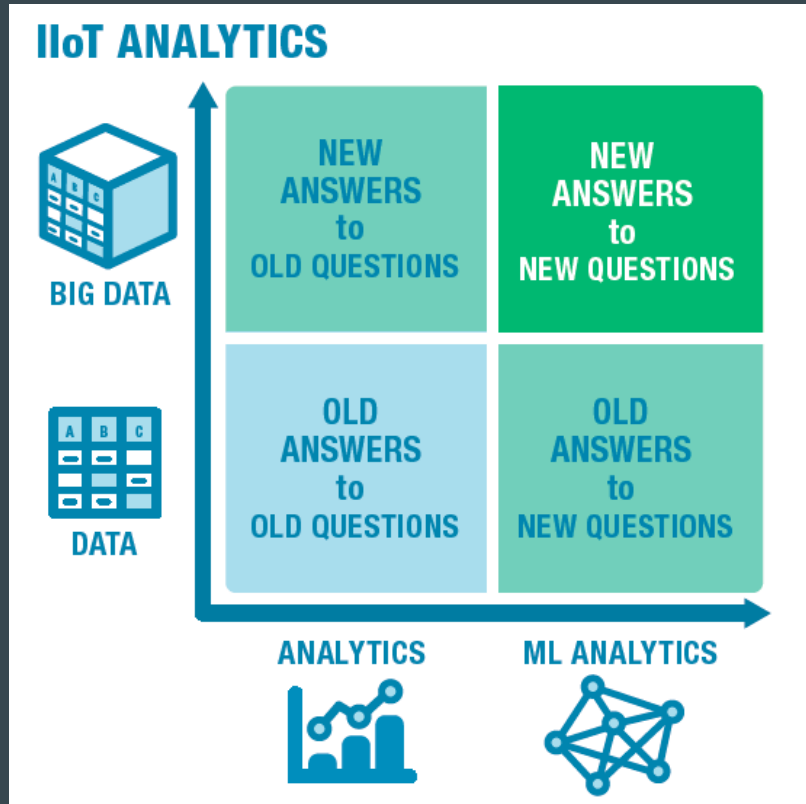 IIoT ANALYTICS
NEW
ANSWERS
to
OLD QUESTIONS
NEW
ANSWERS
to
NEW QUESTIONS
A B C
BIG DATA
OLD
ANSWERS
to
OLD QUESTIONS
OLD
ANSWERS
to
NEW QUESTIONS
A B C
DATA
ANALYTICS
ML ANALYTICS